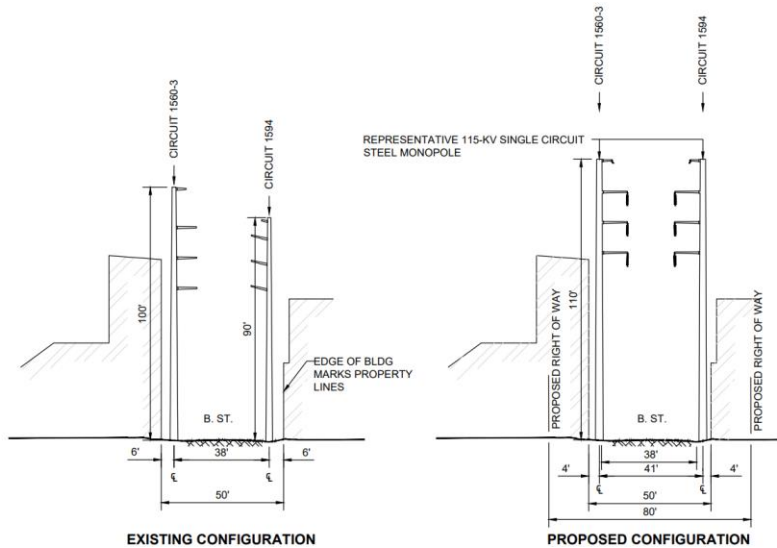 CIRCUIT 1560-3
CIRCUIT 1594
100'
90'
EDGE OF BLDG
MARKS PROPERTY
LINES
B. ST.
6'
38'
6'
℄
℄
50'
EXISTING CONFIGURATION
CIRCUIT 1560-3
CIRCUIT 1594
REPRESENTATIVE 115-KV SINGLE CIRCUIT
STEEL MONOPOLE
110'
PROPOSED RIGHT OF WAY
PROPOSED RIGHT OF WAY
B. ST.
38'
4'
41'
4'
℄
℄
50'
80'
PROPOSED CONFIGURATION